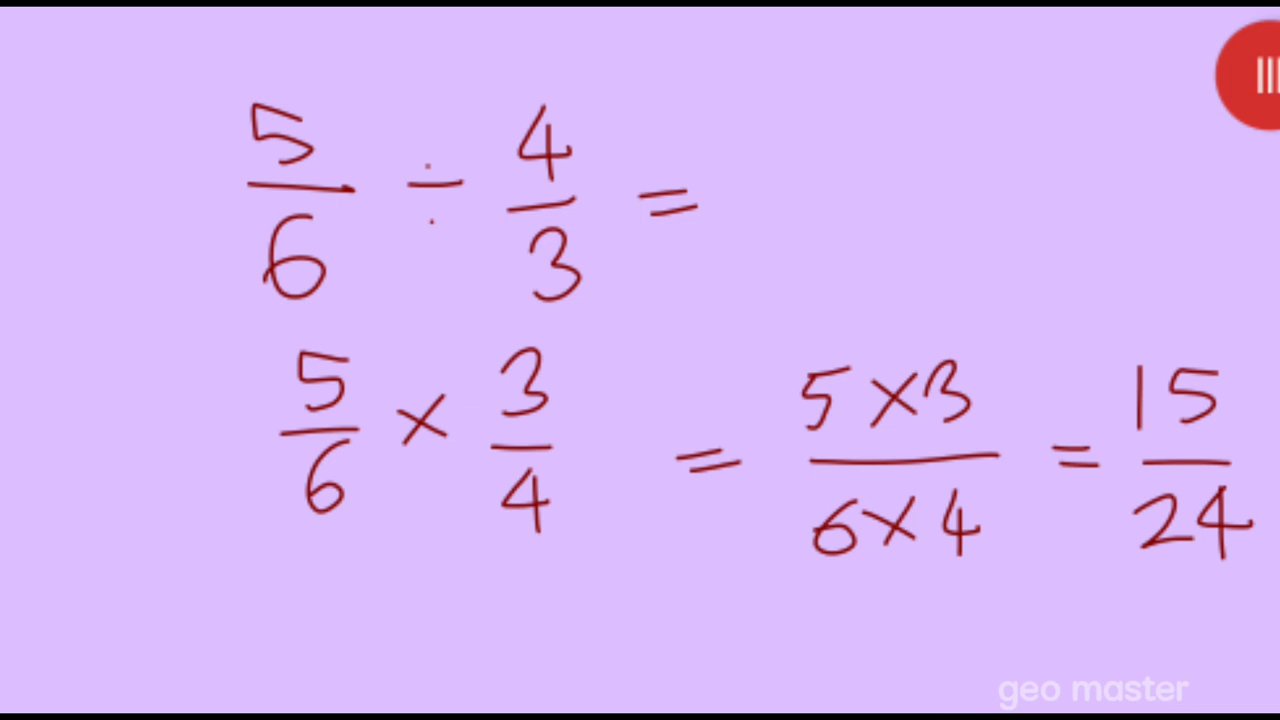 5/6 ÷ 4/3 =
5/6 × 3/4 = 5×3/6×4 = 15/24
geo master